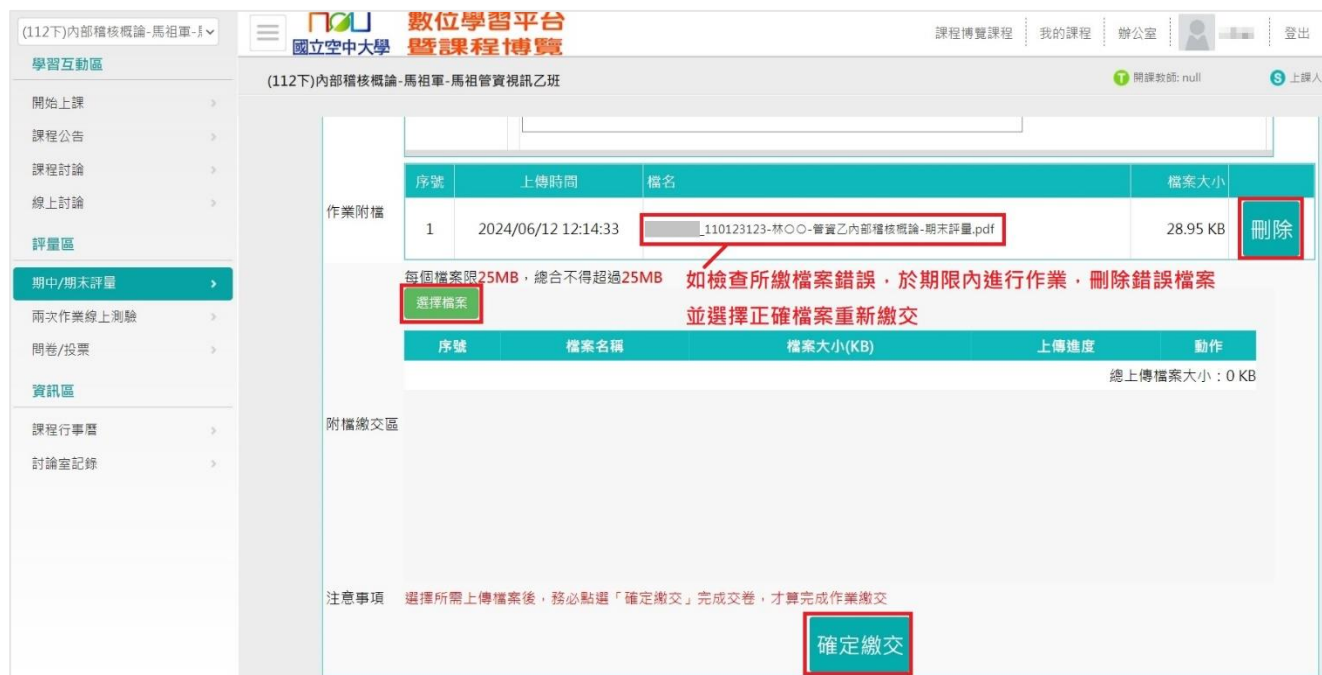 (112下)內部稽核概論-馬祖軍-
學習互動區
開始上課
課程公告
課程討論
線上討論
評量區
期中/期末評量
兩次作業線上測驗
問卷/投票
資訊區
課程行事曆
討論室記錄
NOU
國立空中大學
數位學習平台
暨課程博覽
課程博覽課程
我的課程
辦公室
登出
(112下)內部稽核概論-馬祖軍-馬祖管資視訊乙班
T 開課教師: null
S 上課人
作業附檔
序號 上傳時間 檔名 檔案大小
1 2024/06/12 12:14:33 _110123123-林○○-管資乙內部稽核概論-期末評量.pdf 28.95 KB 刪除
每個檔案限25MB，總合不得超過25MB
選擇檔案
如檢查所繳檔案錯誤，於期限內進行作業，刪除錯誤檔案
並選擇正確檔案重新繳交
序號 檔案名稱 檔案大小(KB) 上傳進度 動作
總上傳檔案大小：0 KB
附檔繳交區
注意事項 選擇所需上傳檔案後，務必點選「確定繳交」完成交卷，才算完成作業繳交
確定繳交